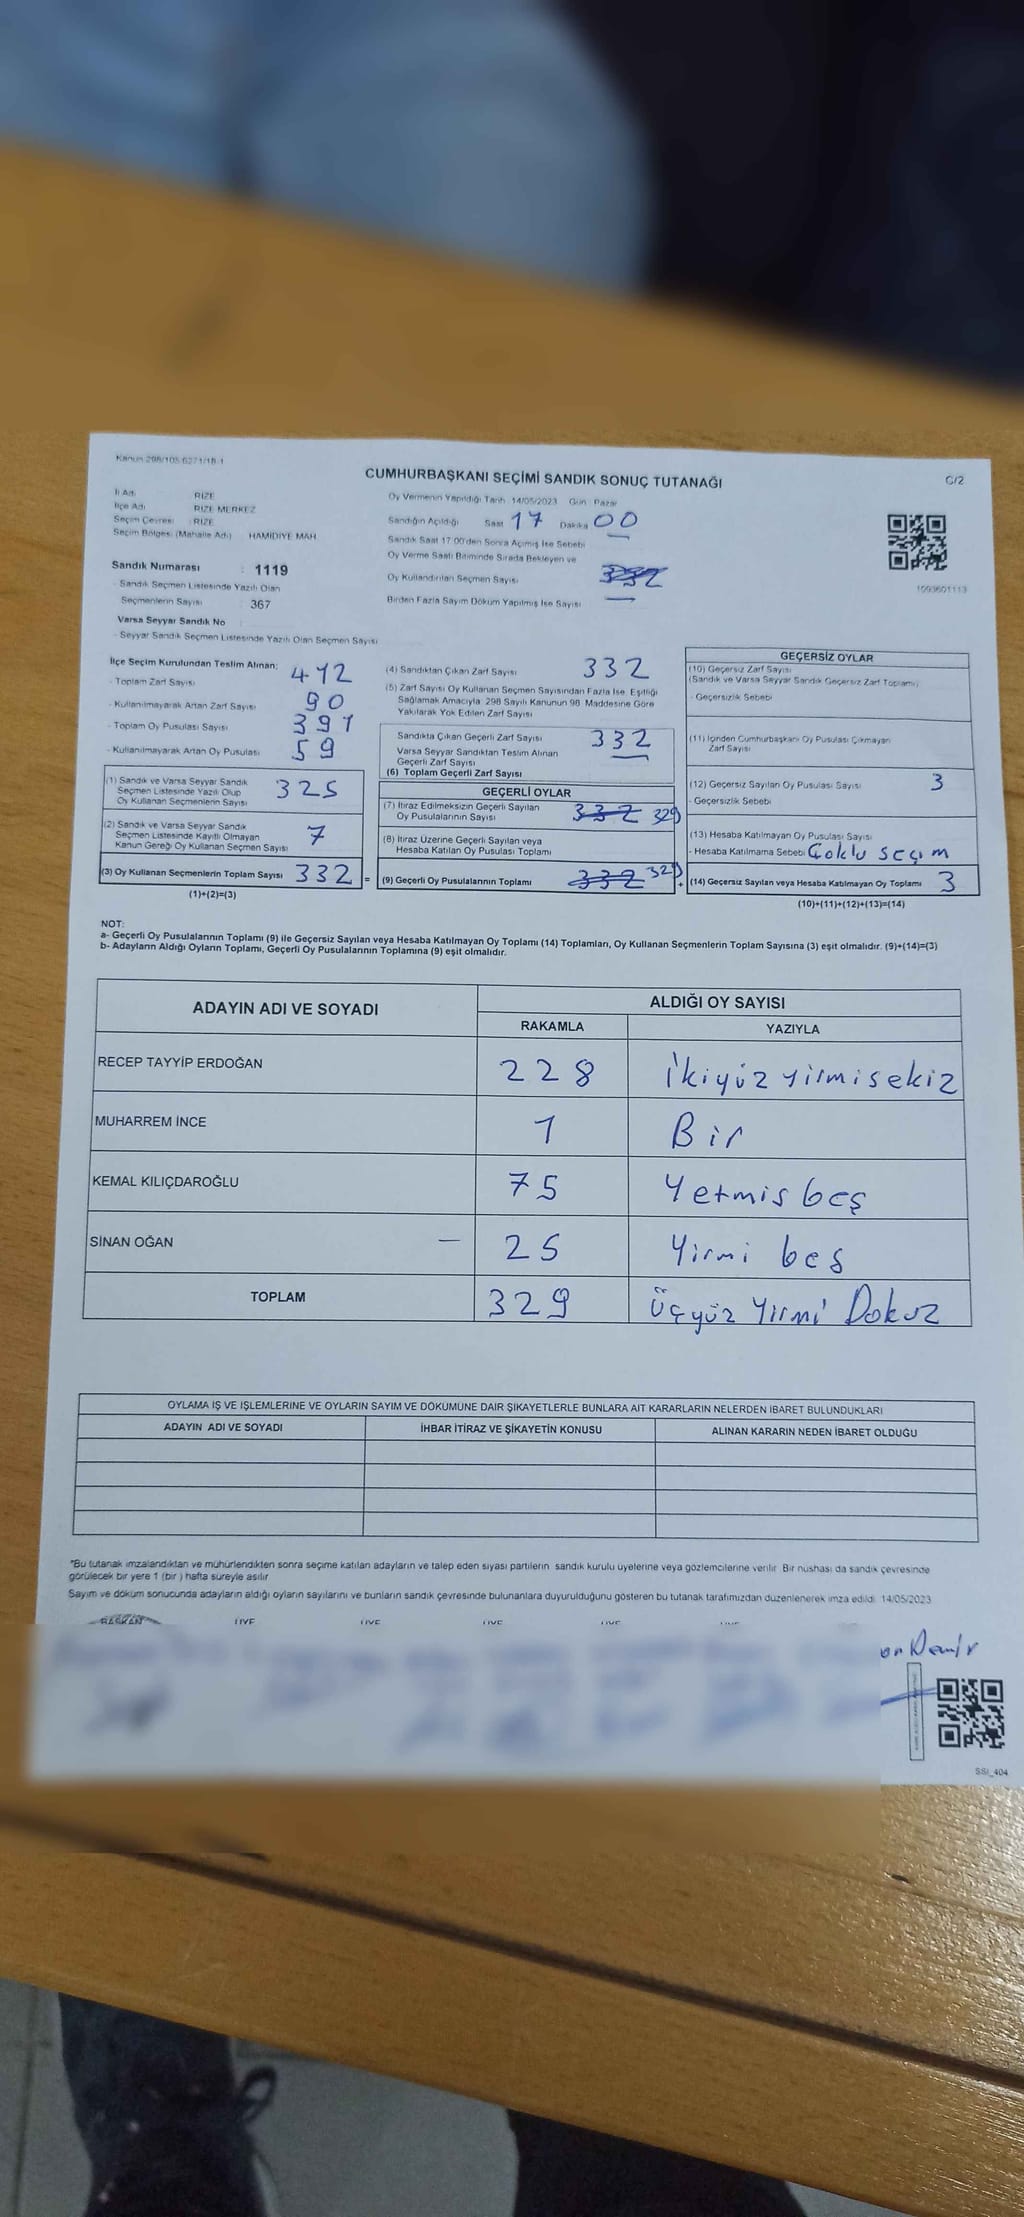 Kanun 298/105 6271/18-1
CUMHURBAŞKANI SEÇİMİ SANDIK SONUÇ TUTANAĞI
C/2
İl Adı : RİZE
İlçe Adı : RİZE MERKEZ
Seçim Çevresi : RİZE
Seçim Bölgesi (Mahalle Adı) : HAMİDİYE MAH.
Sandık Numarası : 1119
- Sandık Seçmen Listesinde Yazılı Olan
Seçmenlerin Sayısı : 367
Varsa Seyyar Sandık No :
- Seyyar Sandık Seçmen Listesinde Yazılı Olan Seçmen Sayısı
Oy Vermenin Yapıldığı Tarih 14/05/2023 Gün : Pazar
Sandığın Açıldığı Saat 17 Dakika 00
Sandık Saat 17:00'den Sonra Açılmış İse Sebebi
Oy Verme Saati Bitiminde Sırada Bekleyen ve
Oy Kullandırılan Seçmen Sayısı 332
Birden Fazla Sayım Döküm Yapılmış İse Sayısı —
1093601113
İlçe Seçim Kurulundan Teslim Alınan:
- Toplam Zarf Sayısı 412
- Kullanılmayarak Artan Zarf Sayısı 90
- Toplam Oy Pusulası Sayısı 391
- Kullanılmayarak Artan Oy Pusulası 59
(1) Sandık ve Varsa Seyyar Sandık
Seçmen Listesinde Yazılı Olup
Oy Kullanan Seçmenlerin Sayısı 325
(2) Sandık ve Varsa Seyyar Sandık
Seçmen Listesinde Kayıtlı Olmayan
Kanun Gereği Oy Kullanan Seçmen Sayısı 7
(3) Oy Kullanan Seçmenlerin Toplam Sayısı 332 =
(1)+(2)=(3)
(4) Sandıktan Çıkan Zarf Sayısı 332
(5) Zarf Sayısı Oy Kullanan Seçmen Sayısından Fazla İse, Eşitliği
Sağlamak Amacıyla 298 Sayılı Kanunun 98. Maddesine Göre
Yakılarak Yok Edilen Zarf Sayısı
Sandıkta Çıkan Geçerli Zarf Sayısı 332
Varsa Seyyar Sandıktan Teslim Alınan
Geçerli Zarf Sayısı —
(6) Toplam Geçerli Zarf Sayısı
GEÇERLİ OYLAR
(7) İtiraz Edilmeksizin Geçerli Sayılan
Oy Pusulalarının Sayısı 332 329
(8) İtiraz Üzerine Geçerli Sayılan veya
Hesaba Katılan Oy Pusulası Toplamı
(9) Geçerli Oy Pusulalarının Toplamı 332 329 +
GEÇERSİZ OYLAR
(10) Geçersiz Zarf Sayısı
(Sandık ve Varsa Seyyar Sandık Geçersiz Zarf Toplamı)
- Geçersizlik Sebebi
(11) İçinden Cumhurbaşkanı Oy Pusulası Çıkmayan
Zarf Sayısı
(12) Geçersiz Sayılan Oy Pusulası Sayısı 3
- Geçersizlik Sebebi
(13) Hesaba Katılmayan Oy Pusulası Sayısı
- Hesaba Katılmama Sebebi Çoklu seçim
(14) Geçersiz Sayılan veya Hesaba Katılmayan Oy Toplamı 3
(10)+(11)+(12)+(13)=(14)
NOT:
a- Geçerli Oy Pusulalarının Toplamı (9) ile Geçersiz Sayılan veya Hesaba Katılmayan Oy Toplamı (14) Toplamları, Oy Kullanan Seçmenlerin Toplam Sayısına (3) eşit olmalıdır. (9)+(14)=(3)
b- Adayların Aldığı Oyların Toplamı, Geçerli Oy Pusulalarının Toplamına (9) eşit olmalıdır.
ADAYIN ADI VE SOYADI
ALDIĞI OY SAYISI
RAKAMLA YAZIYLA
RECEP TAYYİP ERDOĞAN 228 İkiyüz yirmisekiz
MUHARREM İNCE 1 Bir
KEMAL KILIÇDAROĞLU 75 Yetmis beş
SİNAN OĞAN — 25 Yirmi beş
TOPLAM 329 Üçyüz Yirmi Dokuz
OYLAMA İŞ VE İŞLEMLERİNE VE OYLARIN SAYIM VE DÖKÜMÜNE DAİR ŞİKAYETLERLE BUNLARA AİT KARARLARIN NELERDEN İBARET BULUNDUKLARI
ADAYIN ADI VE SOYADI İHBAR İTİRAZ VE ŞİKAYETİN KONUSU ALINAN KARARIN NEDEN İBARET OLDUĞU
*Bu tutanak imzalandıktan ve mühürlendikten sonra seçime katılan adayların ve talep eden siyasi partilerin sandık kurulu üyelerine veya gözlemcilerine verilir. Bir nüshası da sandık çevresinde
görülecek bir yere 1 (bir ) hafta süreyle asılır.
Sayım ve döküm sonucunda adayların aldığı oyların sayılarını ve bunların sandık çevresinde bulunanlara duyurulduğunu gösteren bu tutanak tarafımızdan düzenlenerek imza edildi. 14/05/2023
BAŞKAN ÜYE ÜYE ÜYE ÜYE
Demir
SSİ_404